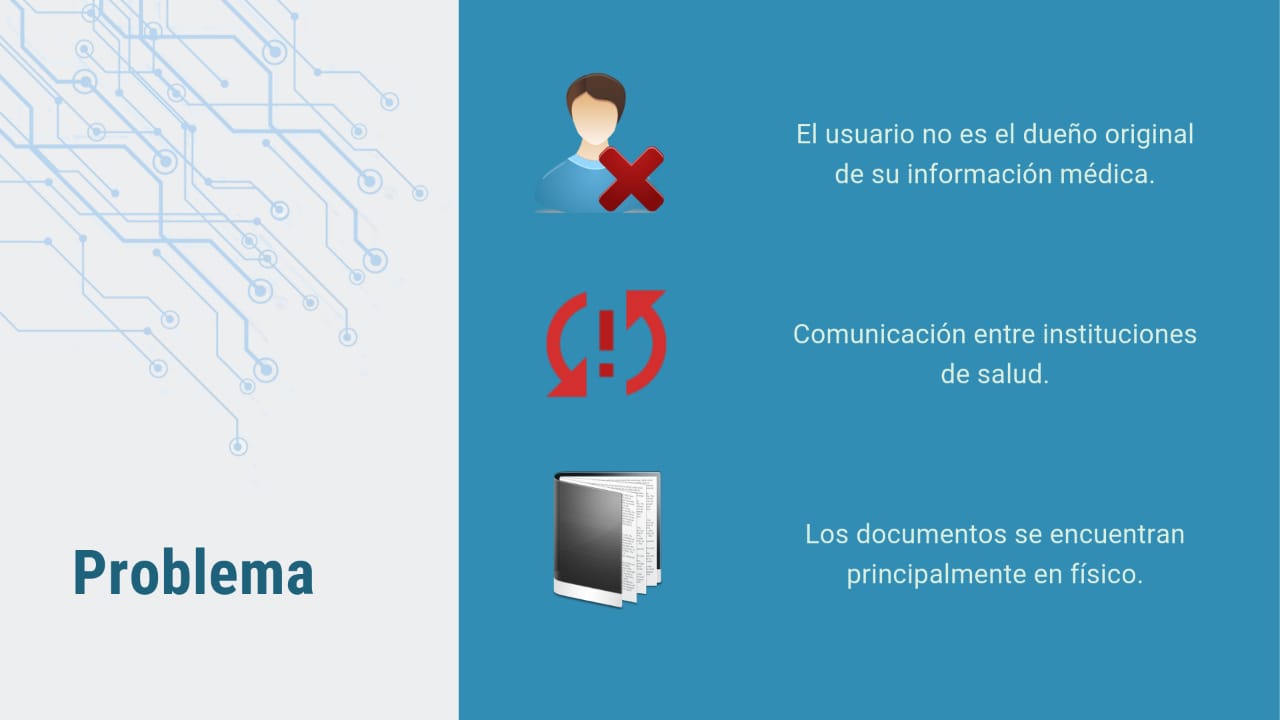 El usuario no es el dueño original
de su información médica.
Comunicación entre instituciones
de salud.
Los documentos se encuentran
principalmente en físico.
Problema